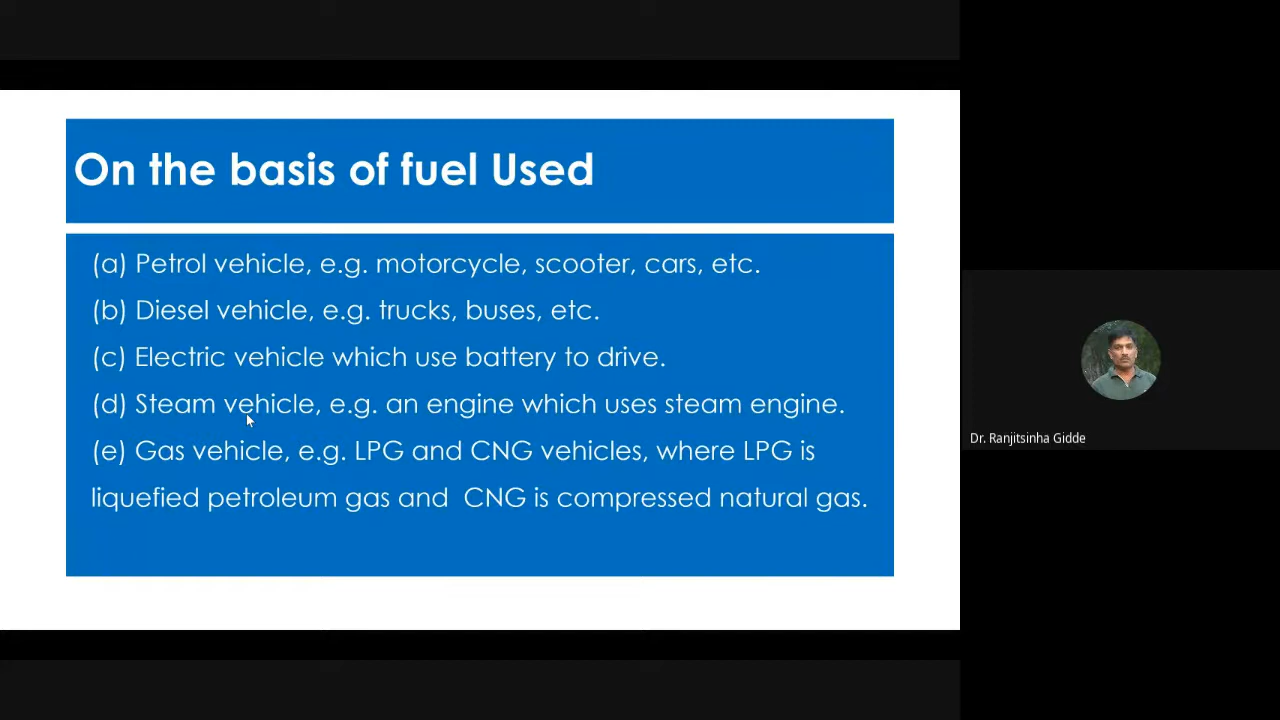 On the basis of fuel Used
(a) Petrol vehicle, e.g. motorcycle, scooter, cars, etc.
(b) Diesel vehicle, e.g. trucks, buses, etc.
(c) Electric vehicle which use battery to drive.
(d) Steam vehicle, e.g. an engine which uses steam engine.
(e) Gas vehicle, e.g. LPG and CNG vehicles, where LPG is
liquefied petroleum gas and  CNG is compressed natural gas.
Dr. Ranjitsinha Gidde